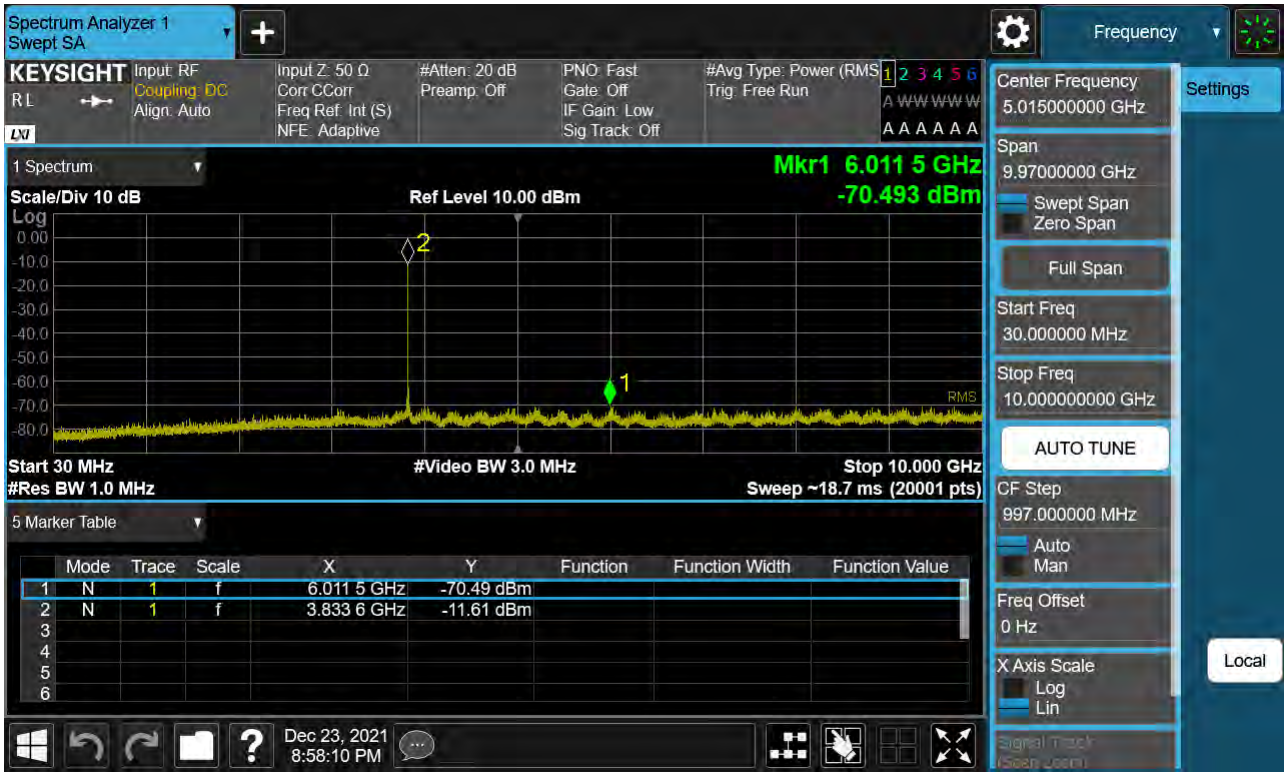 Spectrum Analyzer 1
Swept SA
Frequency
KEYSIGHT
RL
LXI
Input: RF
Coupling: DC
Align: Auto
Input Z: 50 Ω
Corr CCorr
Freq Ref: Int (S)
NFE: Adaptive
#Atten: 20 dB
Preamp: Off
PNO: Fast
Gate: Off
IF Gain: Low
Sig Track: Off
#Avg Type: Power (RMS
Trig: Free Run
1 2 3 4 5 6
A W W W W W
A A A A A A
1 Spectrum
Mkr1 6.011 5 GHz
-70.493 dBm
Scale/Div 10 dB
Ref Level 10.00 dBm
Log
0.00
-10.0
-20.0
-30.0
-40.0
-50.0
-60.0
-70.0
-80.0
2
1
RMS
Start 30 MHz
#Video BW 3.0 MHz
Stop 10.000 GHz
#Res BW 1.0 MHz
Sweep ~18.7 ms (20001 pts)
5 Marker Table
Mode Trace Scale X Y Function Function Width Function Value
1 N 1 f 6.011 5 GHz -70.49 dBm
2 N 1 f 3.833 6 GHz -11.61 dBm
3
4
5
6
Dec 23, 2021
8:58:10 PM
?
Center Frequency
5.015000000 GHz
Settings
Span
9.97000000 GHz
Swept Span
Zero Span
Full Span
Start Freq
30.000000 MHz
Stop Freq
10.000000000 GHz
AUTO TUNE
CF Step
997.000000 MHz
Auto
Man
Freq Offset
0 Hz
X Axis Scale
Log
Lin
Local
Signal Track
(Span Zoom)